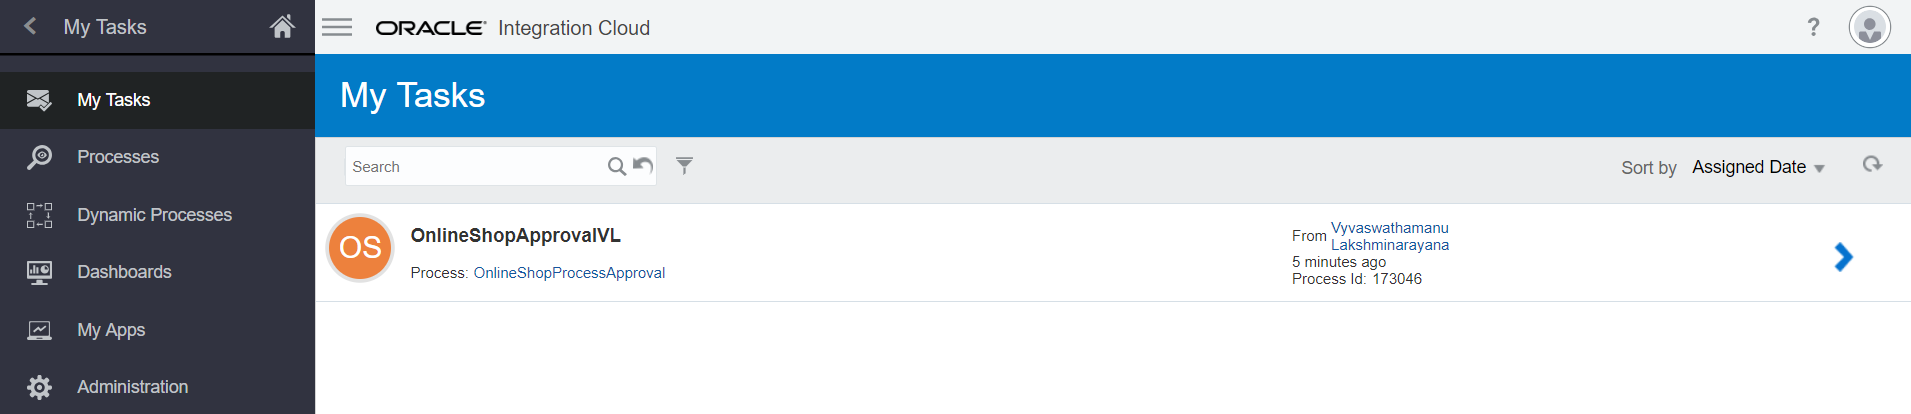 My Tasks
ORACLE Integration Cloud
?
My Tasks
My Tasks
Processes
Dynamic Processes
Dashboards
My Apps
Administration
Search
Sort by Assigned Date
OS
OnlineShopApprovalVL
Process: OnlineShopProcessApproval
From Vyvaswathamanu
Lakshminarayana
5 minutes ago
Process Id: 173046